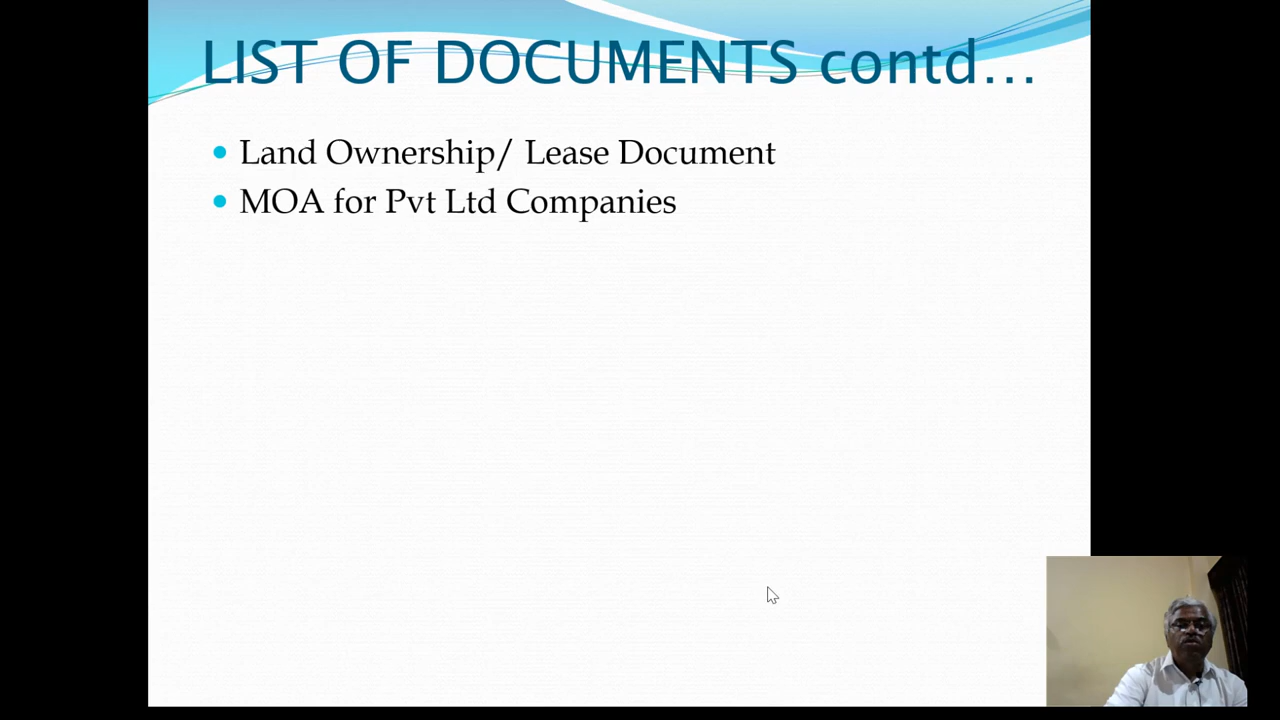 LIST OF DOCUMENTS contd...
Land Ownership/ Lease Document
MOA for Pvt Ltd Companies